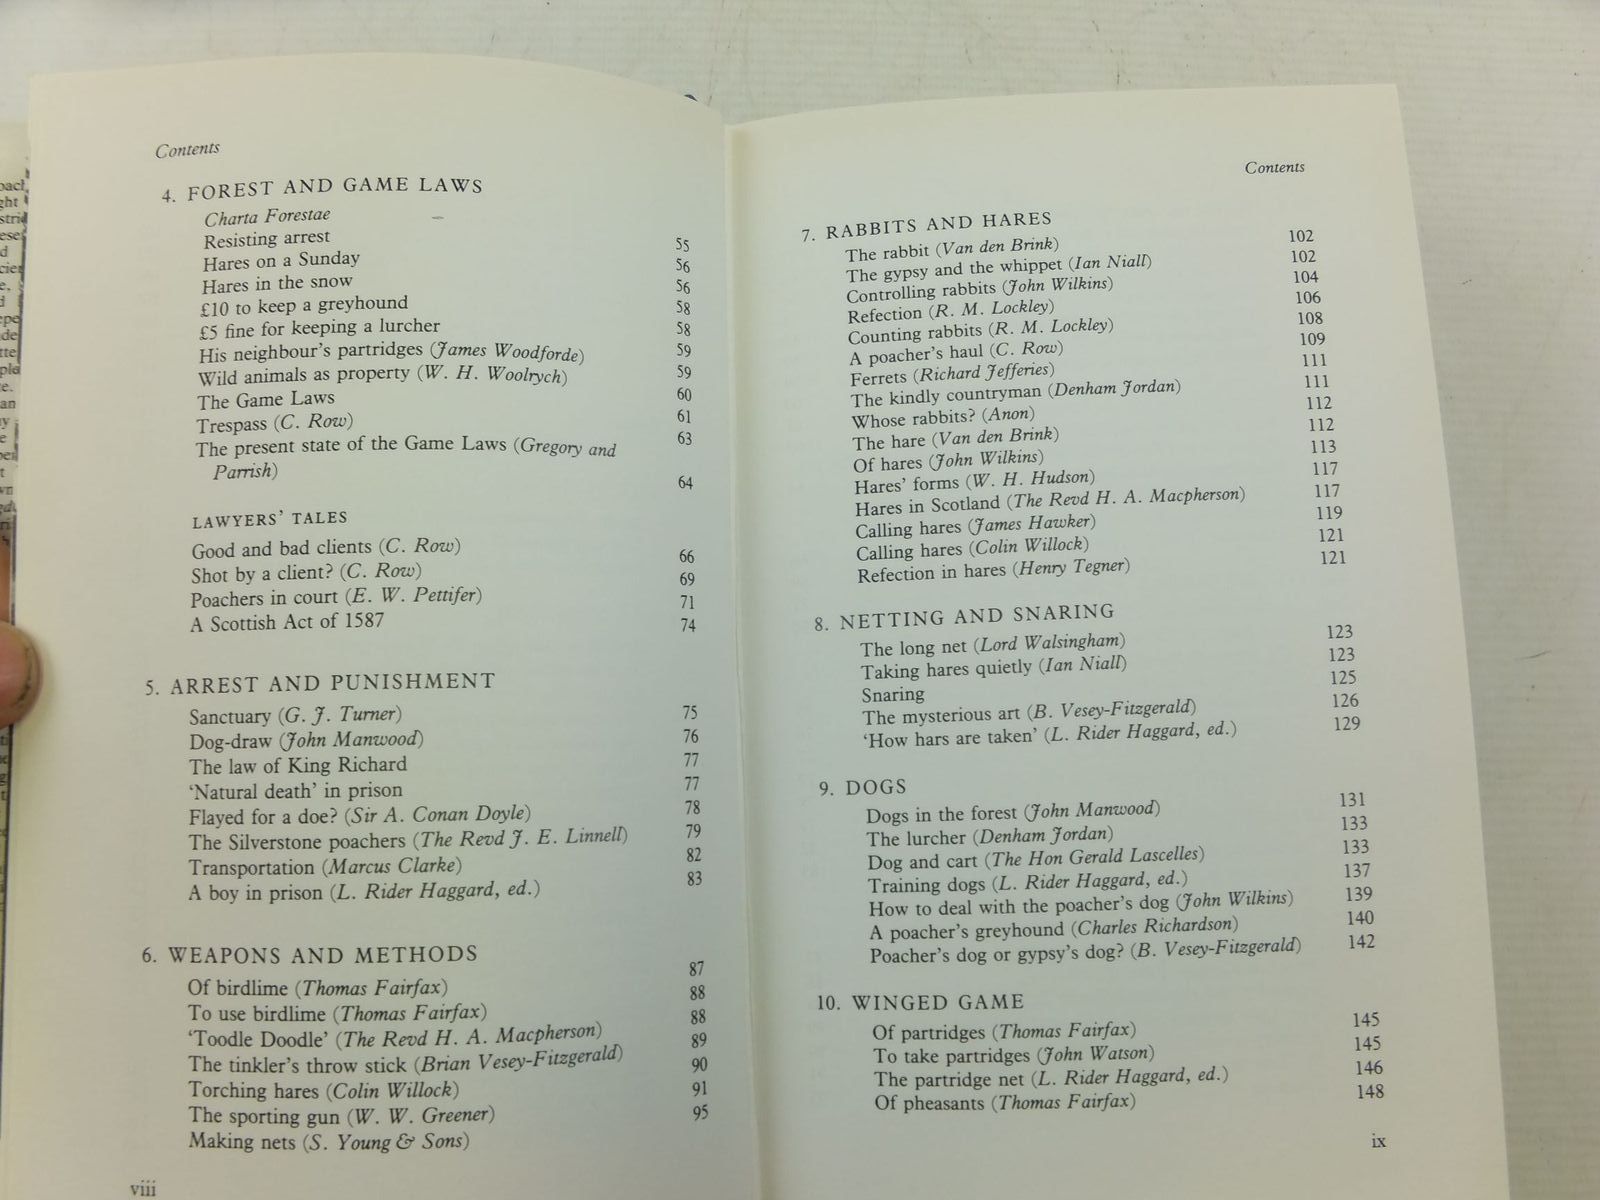 Contents
4. FOREST AND GAME LAWS
Charta Forestae 55
Resisting arrest 56
Hares on a Sunday 56
Hares in the snow 58
£10 to keep a greyhound 58
£5 fine for keeping a lurcher 59
His neighbour's partridges (James Woodforde) 59
Wild animals as property (W. H. Woolrych) 60
The Game Laws 61
Trespass (C. Row) 63
The present state of the Game Laws (Gregory and
Parrish) 64
LAWYERS' TALES
Good and bad clients (C. Row) 66
Shot by a client? (C. Row) 69
Poachers in court (E. W. Pettifer) 71
A Scottish Act of 1587 74
5. ARREST AND PUNISHMENT
Sanctuary (G. J. Turner) 75
Dog-draw (John Manwood) 76
The law of King Richard 77
'Natural death' in prison 77
Flayed for a doe? (Sir A. Conan Doyle) 78
The Silverstone poachers (The Revd J. E. Linnell) 79
Transportation (Marcus Clarke) 82
A boy in prison (L. Rider Haggard, ed.) 83
6. WEAPONS AND METHODS
Of birdlime (Thomas Fairfax) 87
To use birdlime (Thomas Fairfax) 88
'Toodle Doodle' (The Revd H. A. Macpherson) 88
The tinkler's throw stick (Brian Vesey-Fitzgerald) 89
Torching hares (Colin Willock) 90
The sporting gun (W. W. Greener) 91
Making nets (S. Young & Sons) 95
viii
Contents
7. RABBITS AND HARES
The rabbit (Van den Brink) 102
The gypsy and the whippet (Ian Niall) 102
Controlling rabbits (John Wilkins) 104
Refection (R. M. Lockley) 106
Counting rabbits (R. M. Lockley) 108
A poacher's haul (C. Row) 109
Ferrets (Richard Jefferies) 111
The kindly countryman (Denham Jordan) 111
Whose rabbits? (Anon) 112
The hare (Van den Brink) 112
Of hares (John Wilkins) 113
Hares' forms (W. H. Hudson) 117
Hares in Scotland (The Revd H. A. Macpherson) 117
Calling hares (James Hawker) 119
Calling hares (Colin Willock) 121
Refection in hares (Henry Tegner) 121
8. NETTING AND SNARING
The long net (Lord Walsingham) 123
Taking hares quietly (Ian Niall) 123
Snaring 125
The mysterious art (B. Vesey-Fitzgerald) 126
'How hars are taken' (L. Rider Haggard, ed.) 129
9. DOGS
Dogs in the forest (John Manwood) 131
The lurcher (Denham Jordan) 133
Dog and cart (The Hon Gerald Lascelles) 133
Training dogs (L. Rider Haggard, ed.) 137
How to deal with the poacher's dog (John Wilkins) 139
A poacher's greyhound (Charles Richardson) 140
Poacher's dog or gypsy's dog? (B. Vesey-Fitzgerald) 142
10. WINGED GAME
Of partridges (Thomas Fairfax) 145
To take partridges (John Watson) 145
The partridge net (L. Rider Haggard, ed.) 146
Of pheasants (Thomas Fairfax) 148
ix